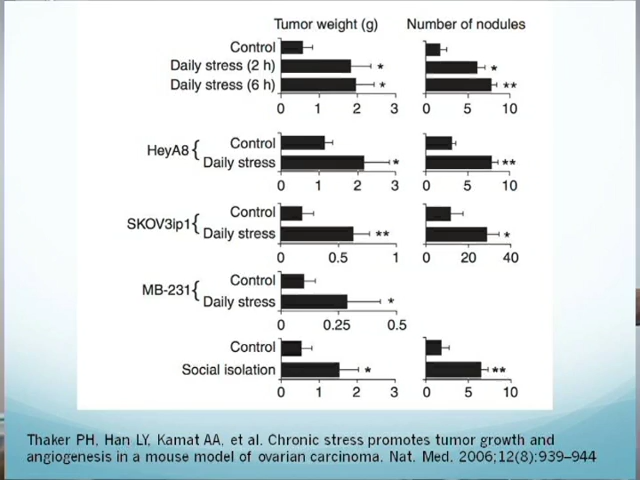 Tumor weight (g) Number of nodules
Control
Daily stress (2 h) * *
Daily stress (6 h) * **
0 1 2 3 0 5 10
HeyA8 { Control
Daily stress * **
0 1 2 3 0 5 10
SKOV3ip1 { Control
Daily stress ** *
0 0.5 1 0 20 40
MB-231 { Control
Daily stress *
0 0.25 0.5
Control
Social isolation * **
0 1 2 3 0 5 10
Thaker PH, Han LY, Kamat AA, et al. Chronic stress promotes tumor growth and
angiogenesis in a mouse model of ovarian carcinoma. Nat. Med. 2006;12(8):939–944